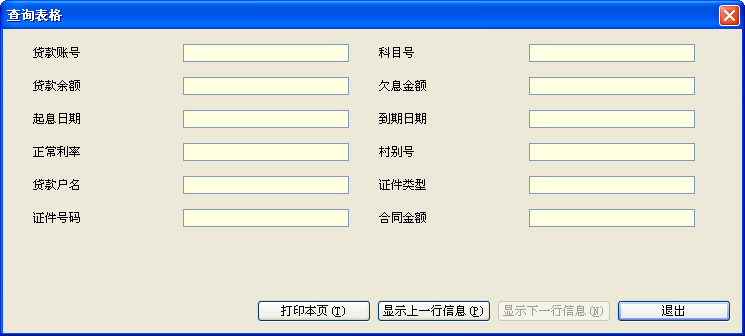 查询表格
贷款账号 科目号
贷款余额 欠息金额
起息日期 到期日期
正常利率 村别号
贷款户名 证件类型
证件号码 合同金额
打印本页(T) 显示上一行信息(P) 显示下一行信息(N) 退出